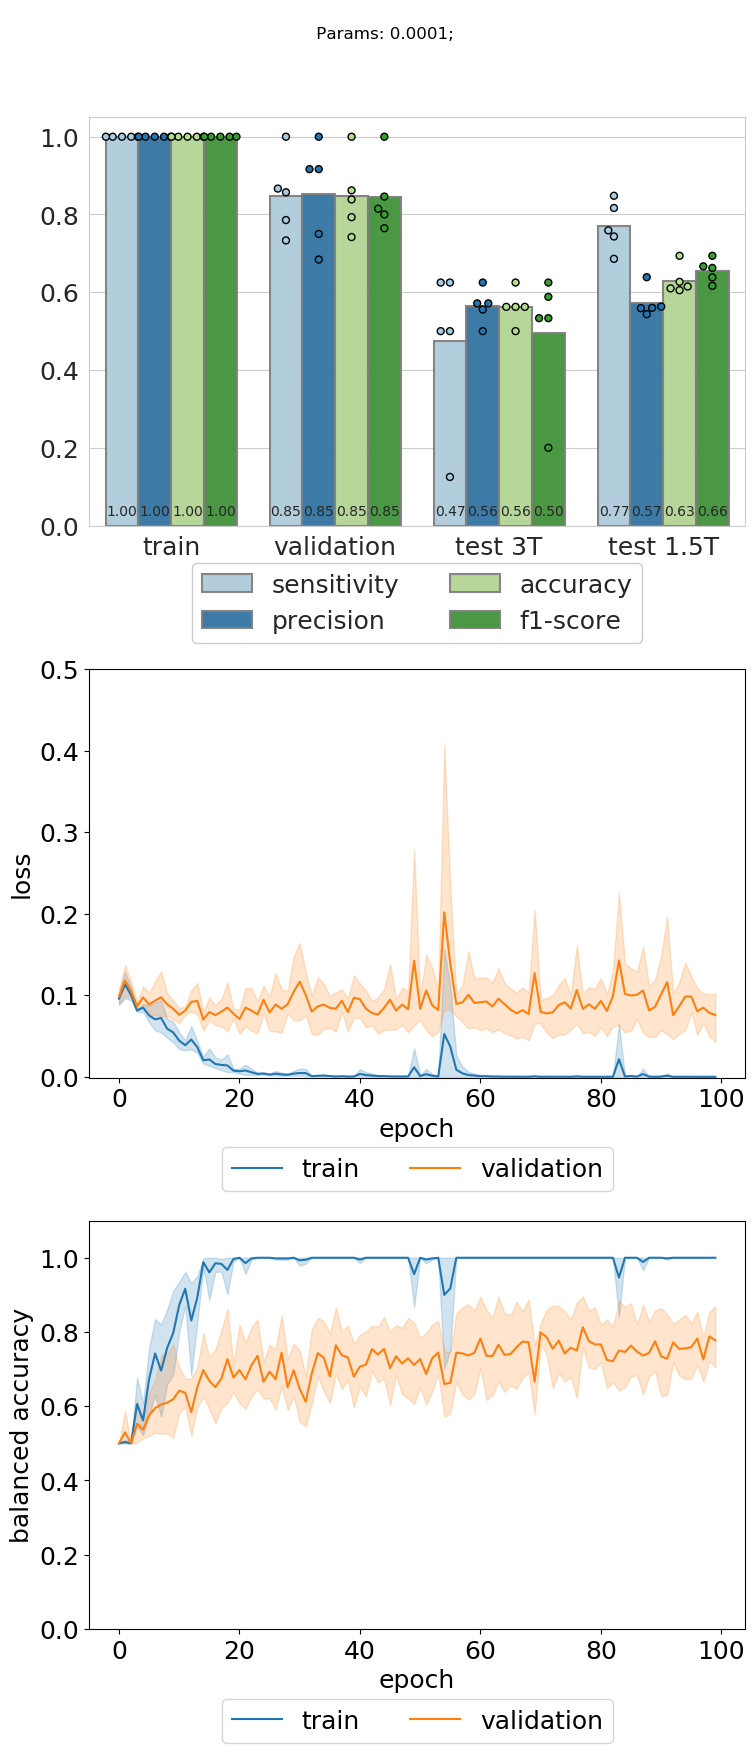 Params: 0.0001;
1.0
0.8
0.6
0.4
0.2
0.0
1.00 1.00 1.00 1.00 0.85 0.85 0.85 0.85 0.47 0.56 0.56 0.50 0.77 0.57 0.63 0.66
train validation test 3T test 1.5T
sensitivity accuracy
precision f1-score
0.5
0.4
0.3
0.2
0.1
0.0
loss
0 20 40 60 80 100
epoch
train validation
1.0
0.8
0.6
0.4
0.2
0.0
balanced accuracy
0 20 40 60 80 100
epoch
train validation